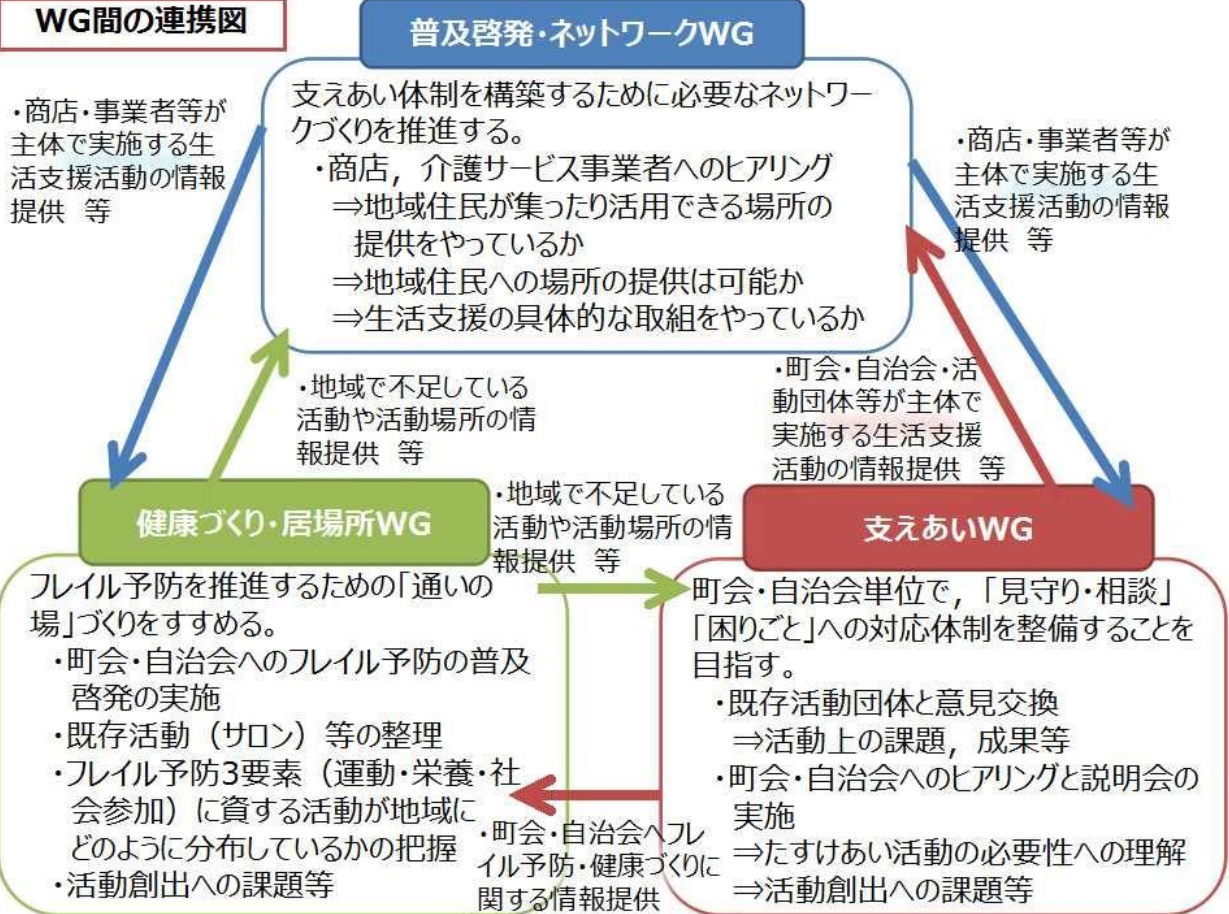 WG間の連携図
普及啓発・ネットワークWG
支えあい体制を構築するために必要なネットワー
クづくりを推進する。
・商店，介護サービス事業者へのヒアリング
⇒地域住民が集ったり活用できる場所の
提供をやっているか
⇒地域住民への場所の提供は可能か
⇒生活支援の具体的な取組をやっているか
・商店・事業者等が
主体で実施する生
活支援活動の情報
提供 等
・商店・事業者等が
主体で実施する生
活支援活動の情報
提供 等
・地域で不足している
活動や活動場所の情
報提供 等
・町会・自治会・活
動団体等が主体で
実施する生活支援
活動の情報提供 等
健康づくり・居場所WG
・地域で不足している
活動や活動場所の情
報提供 等
支えあいWG
フレイル予防を推進するための「通いの
場」づくりをすすめる。
・町会・自治会へのフレイル予防の普及
啓発の実施
・既存活動（サロン）等の整理
・フレイル予防3要素（運動・栄養・社
会参加）に資する活動が地域に
どのように分布しているかの把握
・活動創出への課題等
町会・自治会単位で，「見守り・相談」
「困りごと」への対応体制を整備することを
目指す。
・既存活動団体と意見交換
⇒活動上の課題，成果等
・町会・自治会へのヒアリングと説明会の
実施
⇒たすけあい活動の必要性への理解
⇒活動創出への課題等
・町会・自治会へフレ
イル予防・健康づくりに
関する情報提供